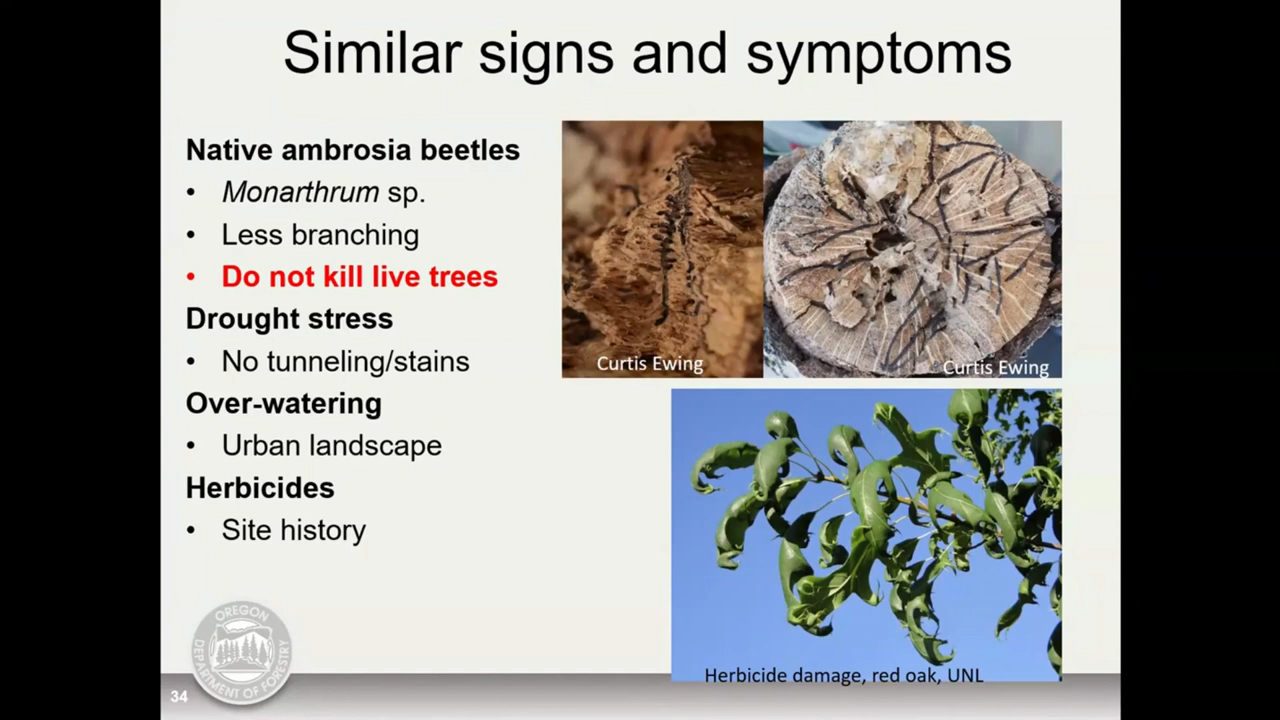 Similar signs and symptoms
Native ambrosia beetles
• Monarthrum sp.
• Less branching
• Do not kill live trees
Drought stress
• No tunneling/stains
Over-watering
• Urban landscape
Herbicides
• Site history
Curtis Ewing
Curtis Ewing
Herbicide damage, red oak, UNL
OREGON
DEPARTMENT OF FORESTRY
34